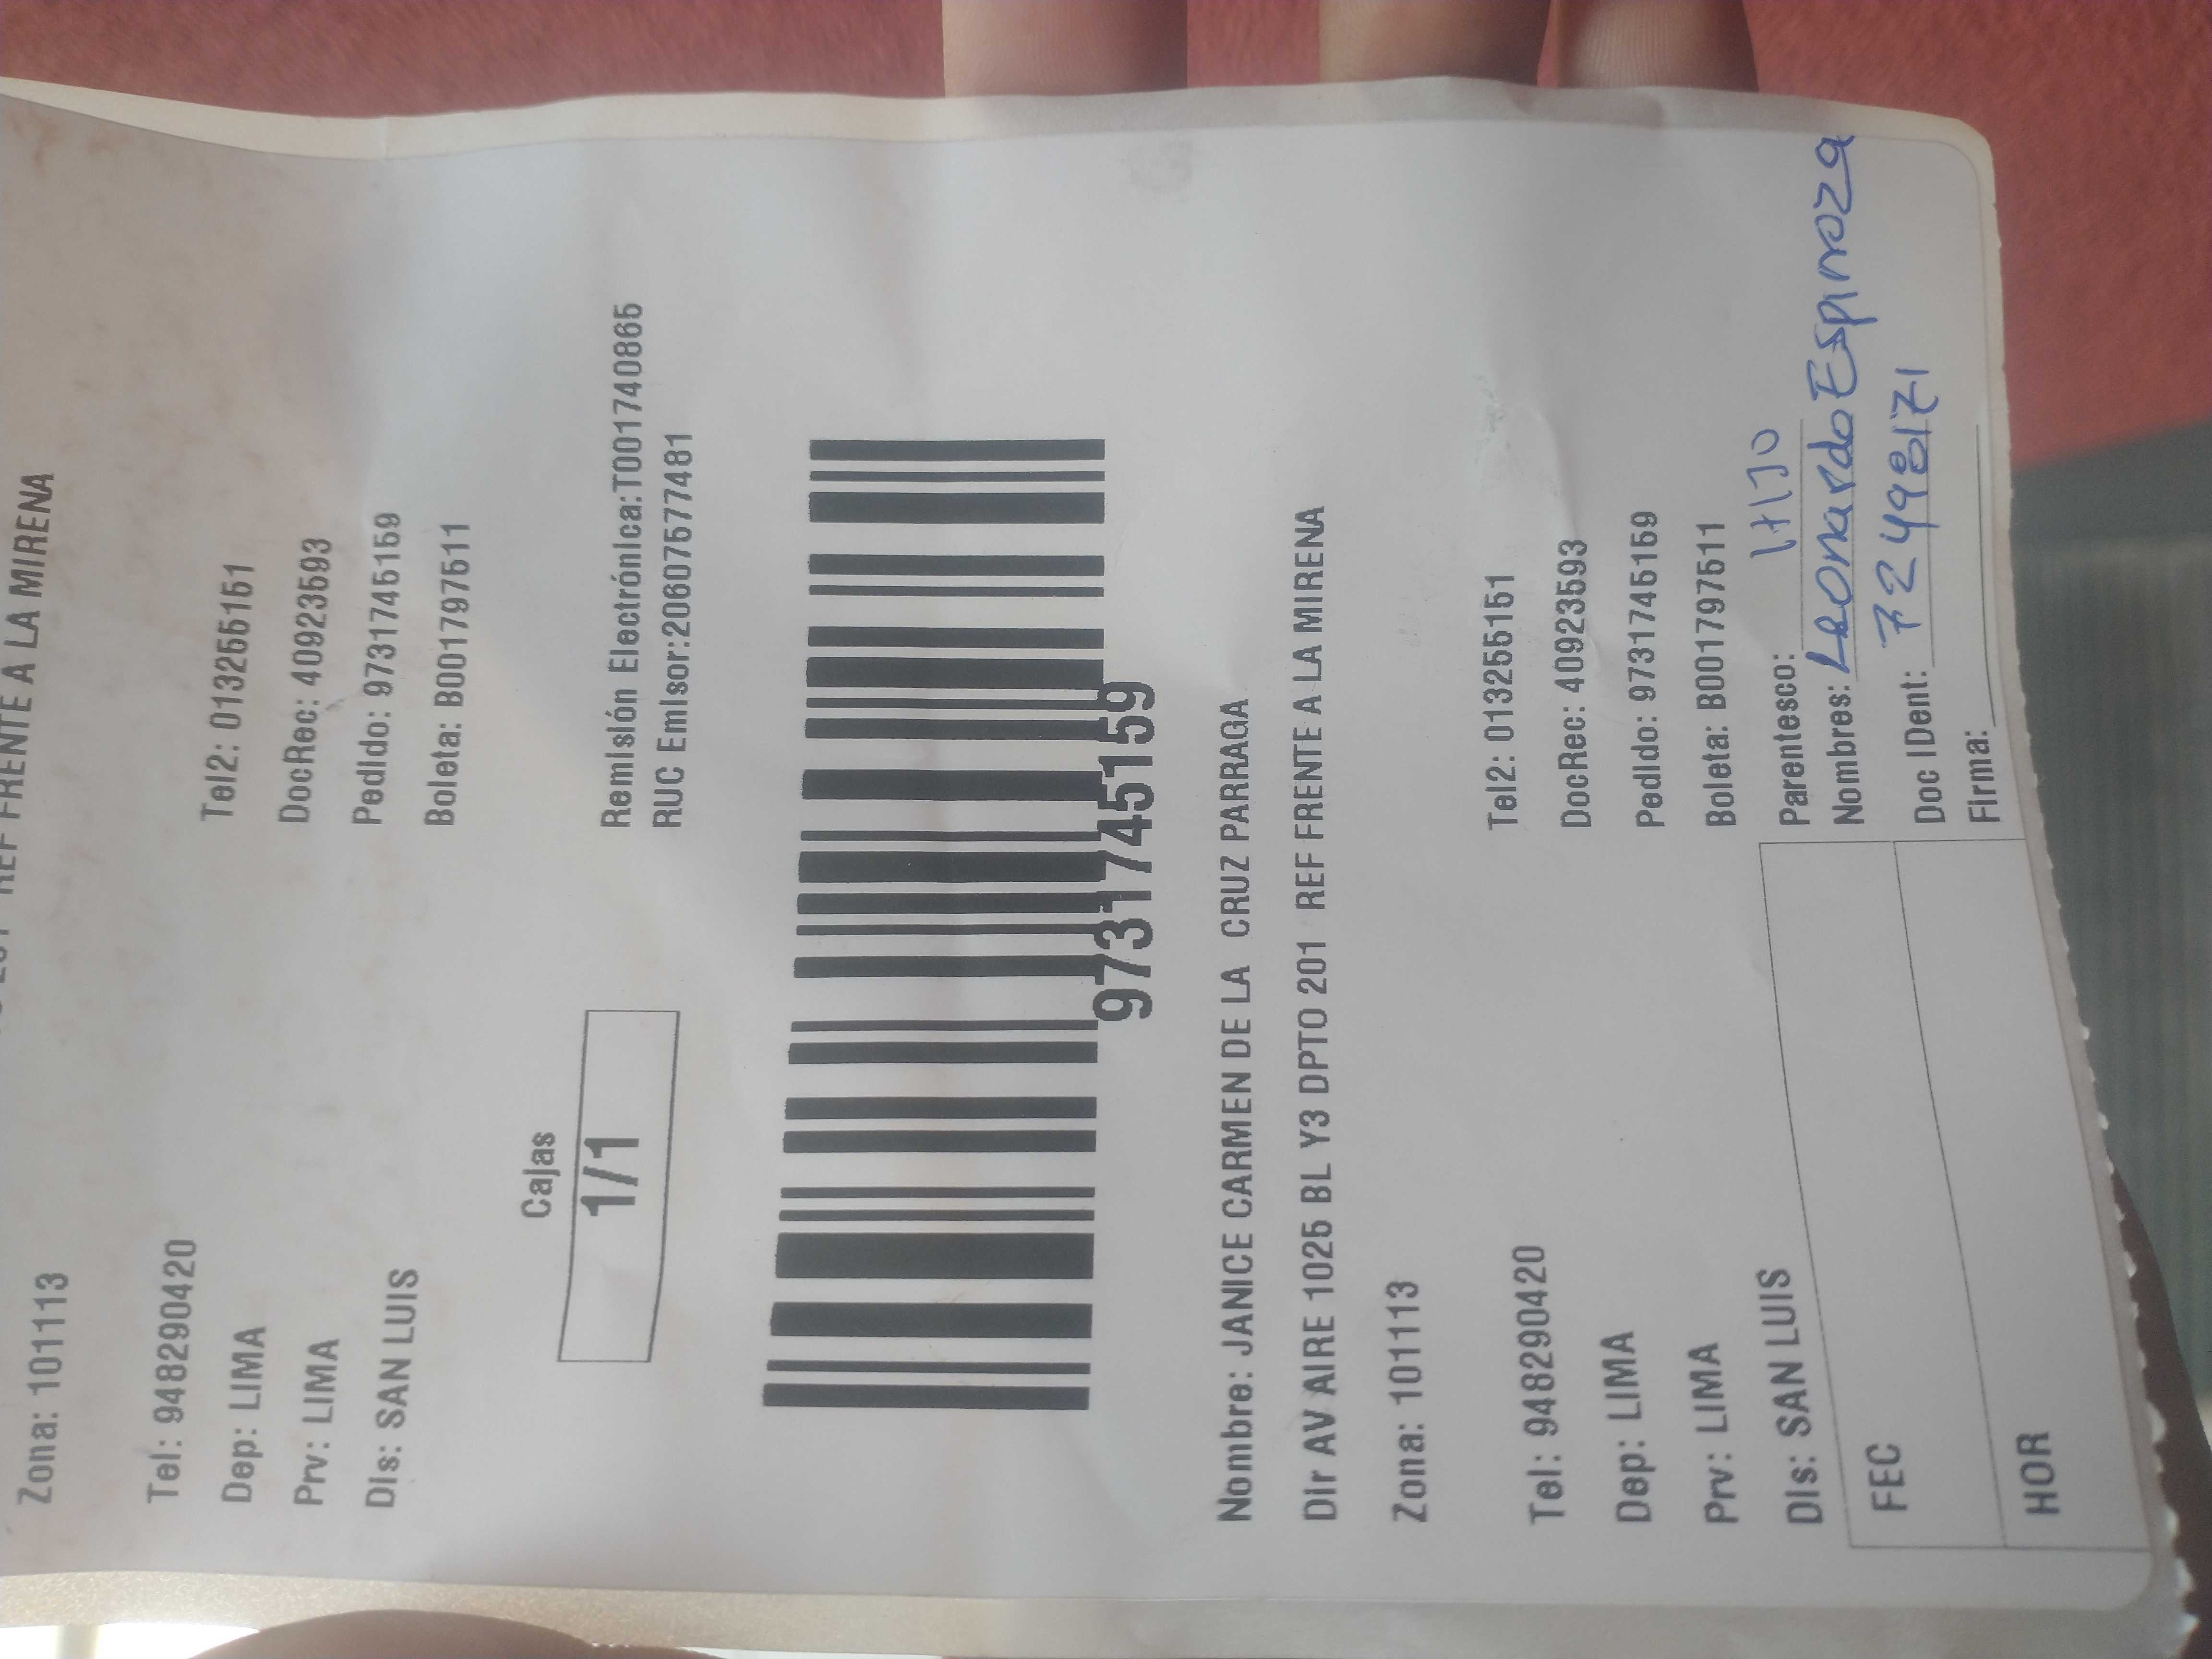 REF FRENTE A LA MIRENA
Zona: 101113
Tel: 948290420
Tel2: 013255151
Dep: LIMA
DocRec: 40923593
Prv: LIMA
Pedido: 9731745159
Dis: SAN LUIS
Boleta: B001797511
Cajas
1/1
Remisión Electrónica:T001740865
RUC Emisor:20607577481
9731745159
Nombre: JANICE CARMEN DE LA CRUZ PARRAGA
Dir AV AIRE 1025 BL Y3 DPTO 201 REF FRENTE A LA MIRENA
Zona: 101113
Tel: 948290420
Tel2: 013255151
Dep: LIMA
DocRec: 40923593
Prv: LIMA
Pedido: 9731745159
Dis: SAN LUIS
Boleta: B001797511
FEC
HOR
Parentesco: HIJO
Nombres: Leonardo Espinoza
Doc IDent: 72498171
Firma: